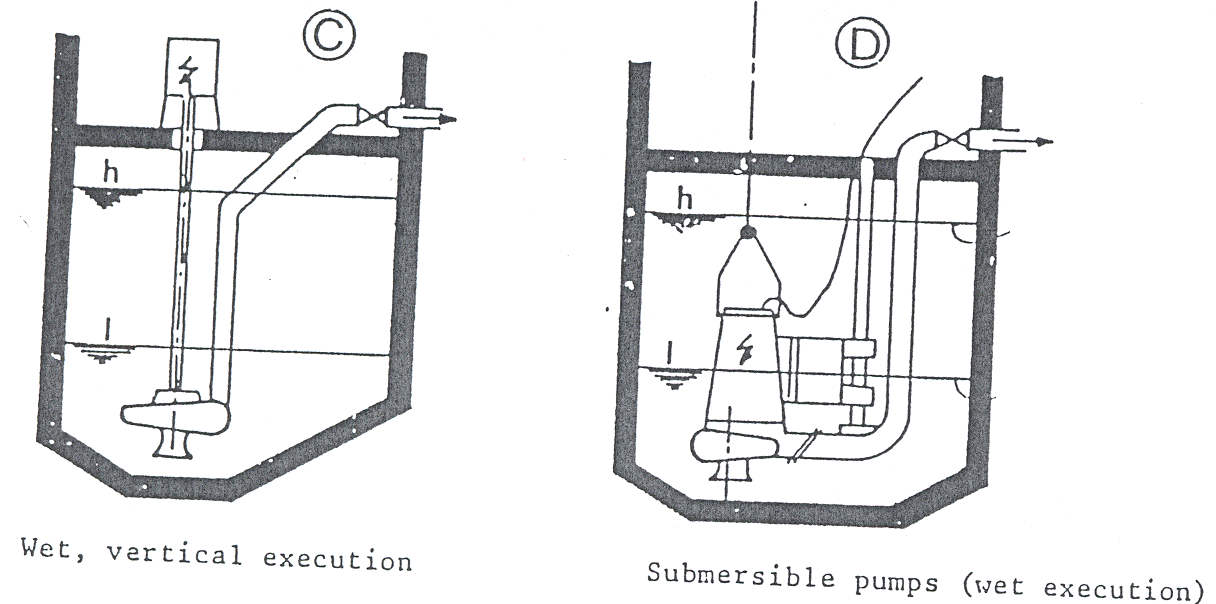 C
D
h
h
l
l
Wet, vertical execution
Submersible pumps (wet execution)